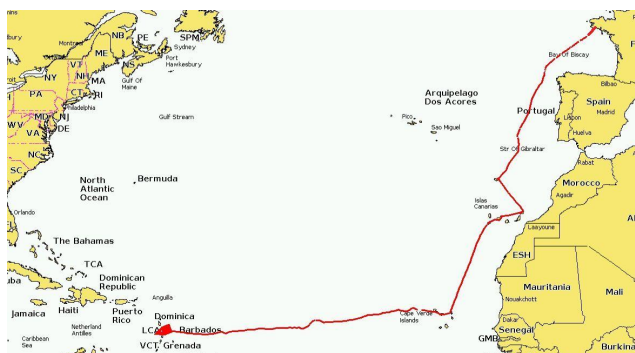 bury
Montreal
NB
PE
SPM
Sydney
ME
Port
Hawkesbury
NS
Gulf Of
Maine
VT
NH
NY
MA
CT
RI
PA
Philadelphia
MD
NJ
DE
WV
VA
NC
SC
Gulf Stream
Bermuda
North
Atlantic
Ocean
Orlando
The Bahamas
TCA
Dominican
Republic
uba
Haiti
Jamaica
Puerto
Rico
Anguilla
Netherland
Antilles
Caribbean
Sea
Dominica
LCA
Barbados
VCT
Grenada
Arquipelago
Dos Acores
Pico
Sao Miguel
Fr
Bay Of Biscay
Bilbao
Portugal
Spain
Lisbon
Madrid
Huelva
Str Of Gibraltar
Rabat
Morocco
Agadir
Islas
Canarias
Laayoune
Al
ESH
Mauritania
Nouakchott
Mali
Cape Verde
Islands
Dakar
Senegal
GMB
Burkina